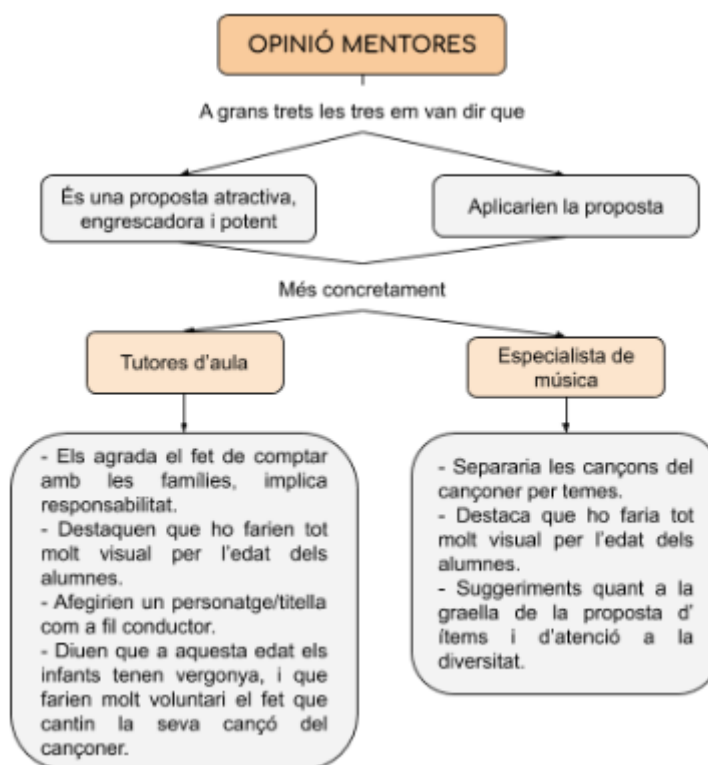 OPINIÓ MENTORES
A grans trets les tres em van dir que
És una proposta atractiva,
engrescadora i potent
Aplicarien la proposta
Més concretament
Tutores d'aula
Especialista de
música
- Els agrada el fet de comptar
amb les famílies, implica
responsabilitat.
- Destaquen que ho farien tot
molt visual per l'edat dels
alumnes.
- Afegirien un personatge/titella
com a fil conductor.
- Diuen que a aquesta edat els
infants tenen vergonya, i que
farien molt voluntari el fet que
cantin la seva cançó del
cançoner.
- Separaria les cançons del
cançoner per temes.
- Destaca que ho faria tot
molt visual per l'edat dels
alumnes.
- Suggeriments quant a la
graella de la proposta d'
ítems i d'atenció a la
diversitat.